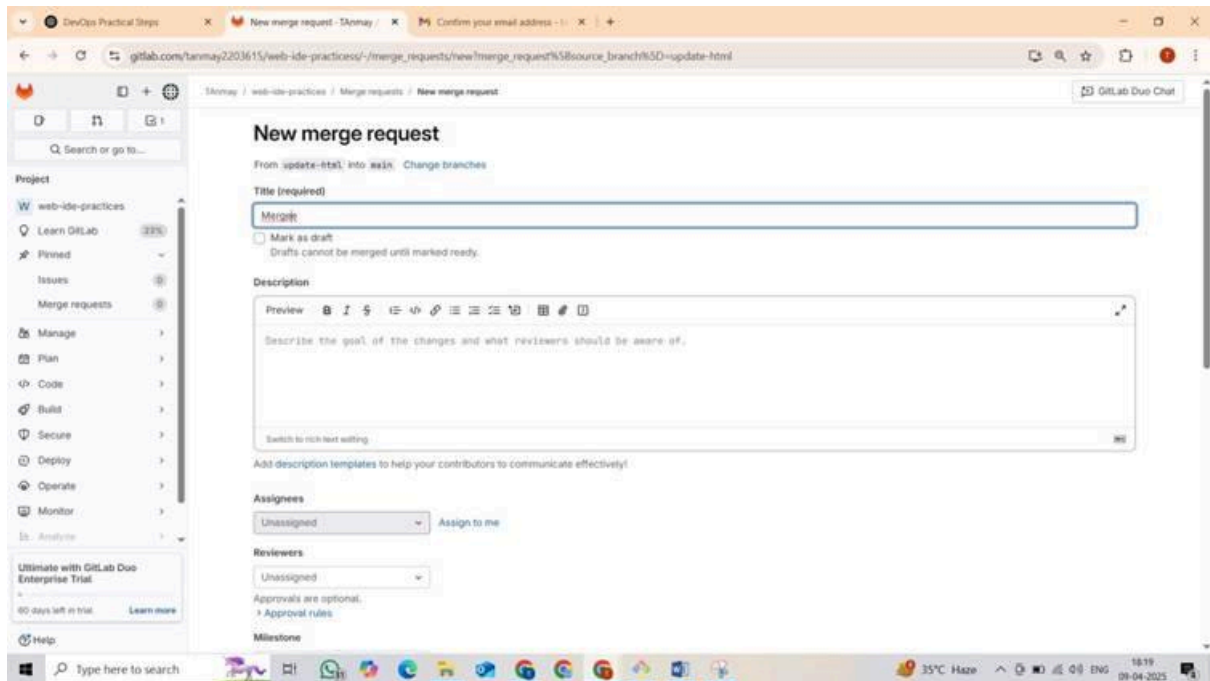 DevOps Practical Steps
New merge request · TAnmay /
Confirm your email address -
gitlab.com/tanmay2203615/web-ide-practicess/-/merge_requests/new?merge_request%5Bsource_branch%5D=update-html
TAnmay / web-ide-practices / Merge requests / New merge request
GitLab Duo Chat
1
Search or go to...
Project
W web-ide-practices
Learn GitLab 23%
Pinned
Issues 0
Merge requests 0
Manage
Plan
Code
Build
Secure
Deploy
Operate
Monitor
Analyze
Ultimate with GitLab Duo
Enterprise Trial
60 days left in trial Learn more
Help
New merge request
From update-html into main Change branches
Title (required)
Mark as draft
Drafts cannot be merged until marked ready.
Description
Preview B I S
Describe the goal of the changes and what reviewers should be aware of.
Switch to rich text editing
Add description templates to help your contributors to communicate effectively!
Assignees
Unassigned Assign to me
Reviewers
Unassigned
Approvals are optional.
> Approval rules
Milestone
Type here to search
35°C Haze
ENG
18:19
09-04-2025